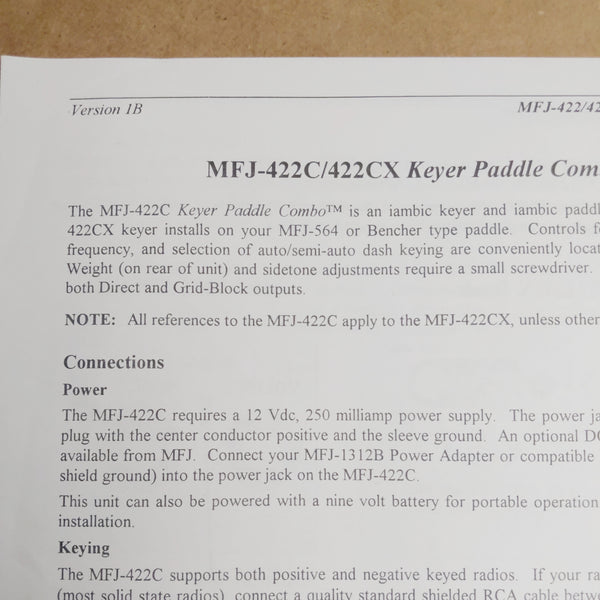 Version 1B
MFJ-422/42
MFJ-422C/422CX Keyer Paddle Com
The MFJ-422C Keyer Paddle Combo™ is an iambic keyer and iambic paddl
422CX keyer installs on your MFJ-564 or Bencher type paddle. Controls f
frequency, and selection of auto/semi-auto dash keying are conveniently locat
Weight (on rear of unit) and sidetone adjustments require a small screwdriver.
both Direct and Grid-Block outputs.
NOTE: All references to the MFJ-422C apply to the MFJ-422CX, unless other
Connections
Power
The MFJ-422C requires a 12 Vdc, 250 milliamp power supply. The power ja
plug with the center conductor positive and the sleeve ground. An optional DC
available from MFJ. Connect your MFJ-1312B Power Adapter or compatible
shield ground) into the power jack on the MFJ-422C.
This unit can also be powered with a nine volt battery for portable operation
installation.
Keying
The MFJ-422C supports both positive and negative keyed radios. If your ra
(most solid state radios), connect a quality standard shielded RCA cable betwe